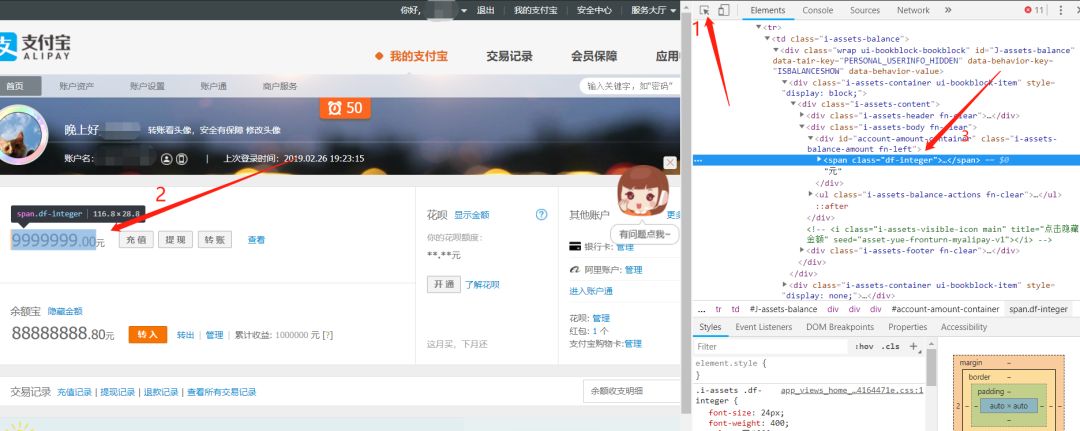 你好，
退出
我的支付宝
安全中心
服务大厅
支付宝
ALIPAY
我的支付宝
交易记录
会员保障
应用中
首页
账户资产
账户设置
账户通
商户服务
输入关键字，如"密码"
50
晚上好
转账看头像，安全有保障 修改头像
账户名：
上次登录时间：2019.02.26 19:23:15
2
span.df-integer | 116.8×28.8
9999999.00元
充 值
提 现
转 账
查看
花呗 显示金额
你的花呗额度：
**.**元
开 通
了解花呗
这月买，下月还
其他账户
更多
有问题点我~
银行卡: 管理
阿里账户: 管理
进入账户通
花呗: 管理
红包: 1 个
支付宝购物卡:管理
余额宝 隐藏金额
88888888.80元
转 入
转出 | 管理 | 累计收益: 1000000 元 [?]
交易记录 充值记录 | 提现记录 | 退款记录 | 查看所有交易记录
余额收支明细
1
Elements
Console
Sources
Network
»
11
<tr>
<td class="i-assets-balance">
<div class="wrap ui-bookblock-bookblock" id="J-assets-balance"
data-tair-key="PERSONAL_USERINFO_HIDDEN" data-behavior-key=
"ISBALANCESHOW" data-behavior-value>
<div class="i-assets-container ui-bookblock-item" style=
"display: block;">
<div class="i-assets-content">
<div class="i-assets-header fn-clear">…</div>
<div class="i-assets-body fn-clear">
<div id="account-amount-container" class="i-assets-
balance-amount fn-left">
3
<span class="df-integer">…</span> == $0
"元"
</div>
<ul class="i-assets-balance-actions fn-clear">…</ul>
::after
</div>
<!-- <i class="i-assets-visible-icon main" title="点击隐藏
金额" seed="asset-yue-fronturn-myalipay-v1"></i> -->
<div class="i-assets-footer fn-clear">…</div>
</div>
</div>
<div class="i-assets-container ui-bookblock-item" style=
"display: none;">…</div>
… tr td #J-assets-balance div div div #account-amount-container span.df-integer
Styles
Event Listeners
DOM Breakpoints
Properties
Accessibility
Filter
:hov .cls +
element.style {
}
.i-assets .df-
integer {
app_views_home_…4164471e.css:1
font-size: 24px;
font-weight: 400;
margin –
border –
padding –
2 –
auto × auto